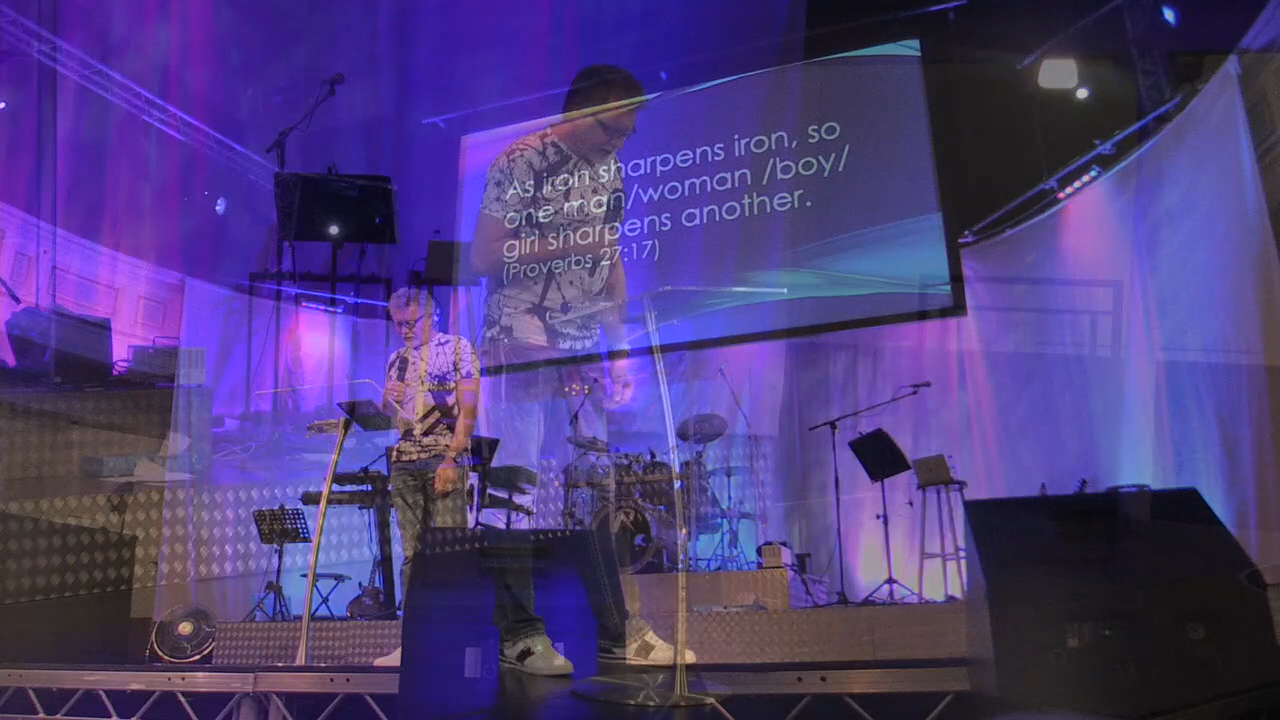 As iron sharpens iron, so
one man/woman /boy/
girl sharpens another.
(Proverbs 27:17)